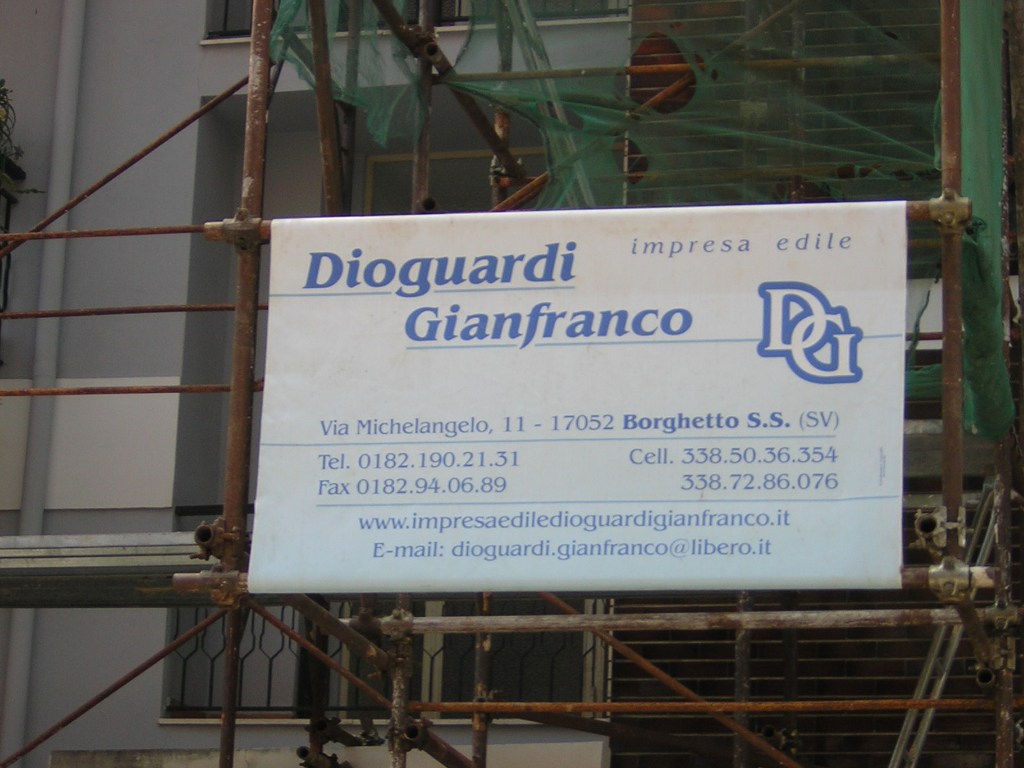 Dioguardi
impresa edile
Gianfranco
DG
Via Michelangelo, 11 - 17052 Borghetto S.S. (SV)
Tel. 0182.190.21.31
Cell. 338.50.36.354
Fax 0182.94.06.89
338.72.86.076
www.impresaediledioguardigianfranco.it
E-mail: dioguardi.gianfranco@libero.it